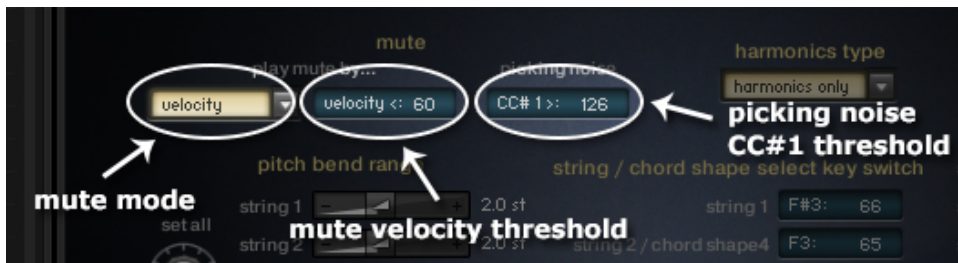 mute
play mute by...
picking noise
harmonics type
velocity
velocity <: 60
CC# 1 >: 126
harmonics only
picking noise
CC#1 threshold
pitch bend range
string / chord shape select key switch
mute mode
set all
string 1 - + 2.0 st
string 1 F#3: 66
mute velocity threshold
string 2 + 2.0 st
string 2 / chord shape4 F3: 65